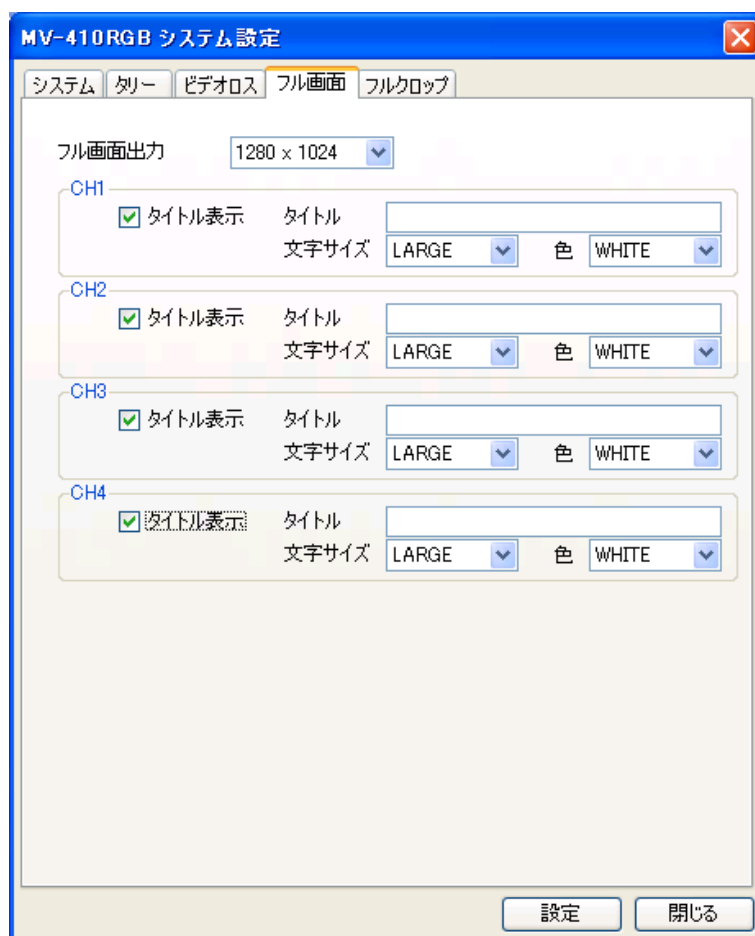 MV-410RGB システム設定
システム タリー ビデオロス フル画面 フルクロップ
フル画面出力 1280 x 1024
CH1
タイトル表示 タイトル
文字サイズ LARGE 色 WHITE
CH2
タイトル表示 タイトル
文字サイズ LARGE 色 WHITE
CH3
タイトル表示 タイトル
文字サイズ LARGE 色 WHITE
CH4
タイトル表示 タイトル
文字サイズ LARGE 色 WHITE
設定 閉じる